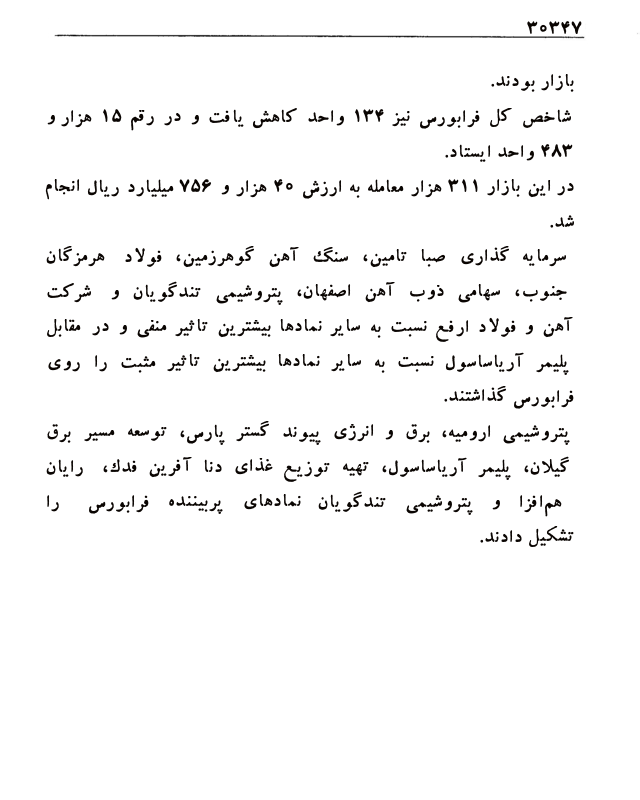 ۳۰۳۴۷
بازار بودند.
شاخص کل فرابورس نیز ۱۳۴ واحد کاهش یافت و در رقم ۱۵ هزار و
۴۸۳ واحد ایستاد.
در این بازار ۳۱۱ هزار معامله به ارزش ۴۰ هزار و ۷۵۶ میلیارد ریال انجام
شد.
سرمایه گذاری صبا تامین، سنگ آهن گوهرزمین، فولاد هرمزگان
جنوب، سهامی ذوب آهن اصفهان، پتروشیمی تندگویان و شرکت
آهن و فولاد ارفع نسبت به سایر نمادها بیشترین تاثیر منفی و در مقابل
پلیمر آریاساسول نسبت به سایر نمادها بیشترین تاثیر مثبت را روی
فرابورس گذاشتند.
پتروشیمی ارومیه، برق و انرژی پیوند گستر پارس، توسعه مسیر برق
گیلان، پلیمر آریاساسول، تهیه توزیع غذای دنا آفرین فدك، رایان
هم‌افزا و پتروشیمی تندگویان نمادهای پربیننده فرابورس را
تشکیل دادند.